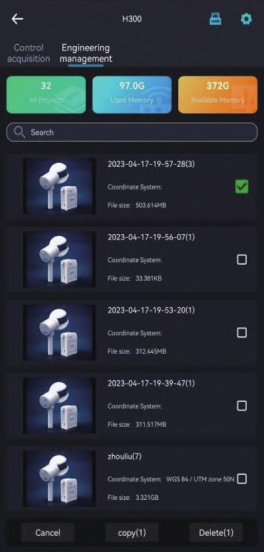 H300
Control acquisition
Engineering management
32
All Projects
97.0G
Used Memory
372G
Available Memory
Search
2023-04-17-19-57-28(3)
Coordinate System:
File size: 503.614MB
2023-04-17-19-56-07(1)
Coordinate System:
File size: 33.381KB
2023-04-17-19-53-20(1)
Coordinate System:
File size: 312.445MB
2023-04-17-19-39-47(1)
Coordinate System:
File size: 311.517MB
zhouliu(7)
Coordinate System: WGS 84 / UTM zone 50N
File size: 3.321GB
Cancel
copy(1)
Delete(1)